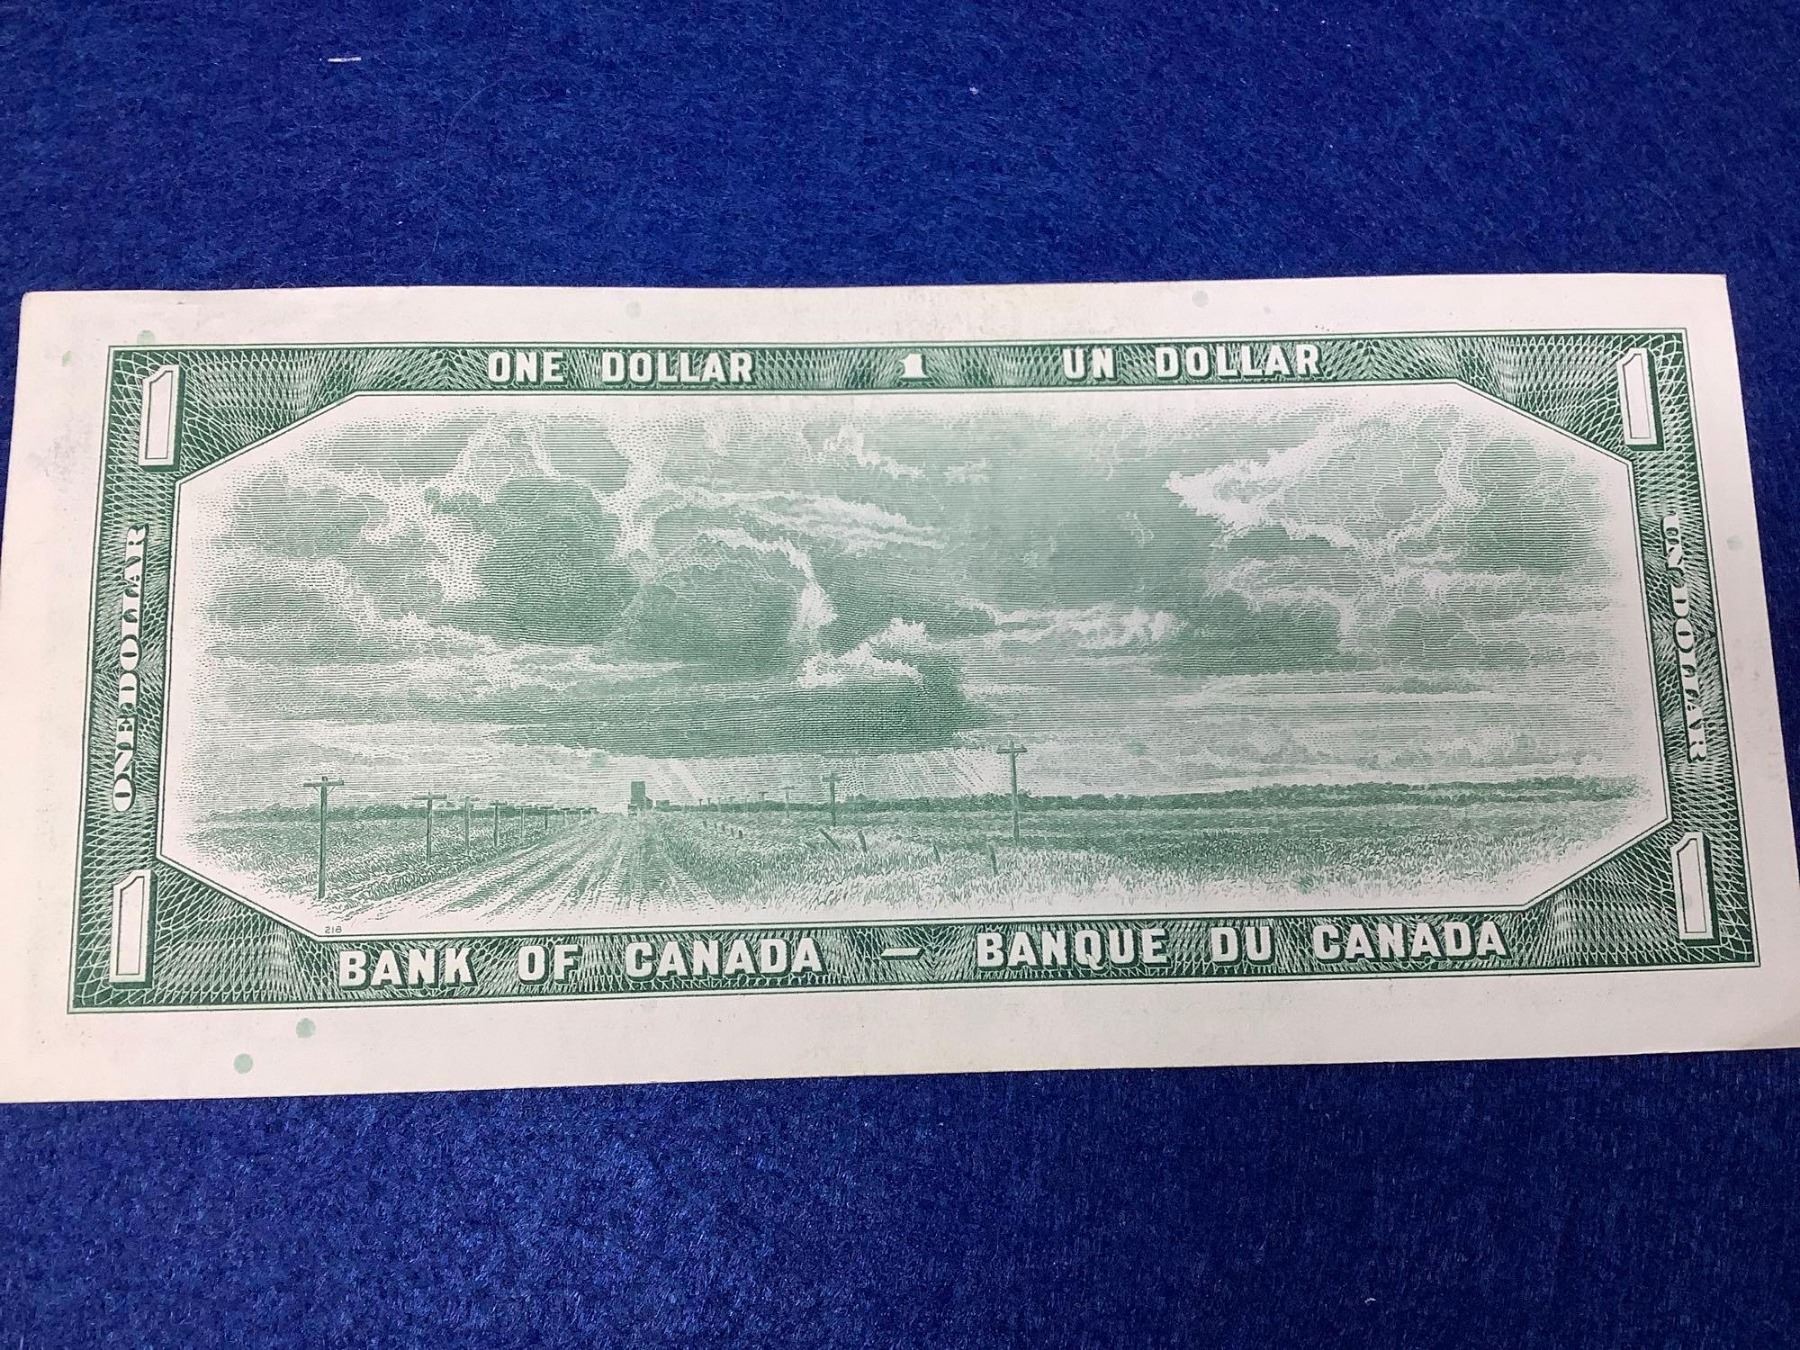 ONE DOLLAR 1 UN DOLLAR
1 1
ONE DOLLAR
UN DOLLAR
1 1
218
BANK OF CANADA — BANQUE DU CANADA